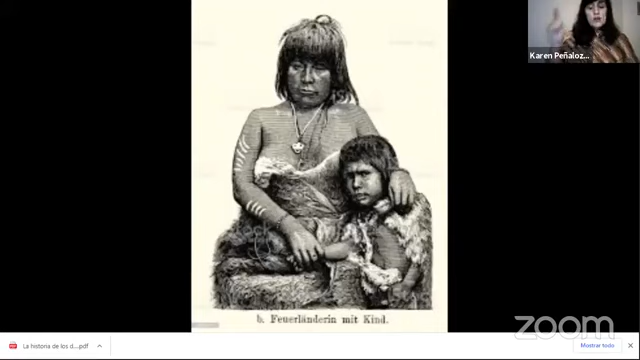 Karen Peñaloz...
b. Feuerländerin mit Kind.
zoom
La historia de los d....pdf
Mostrar todo